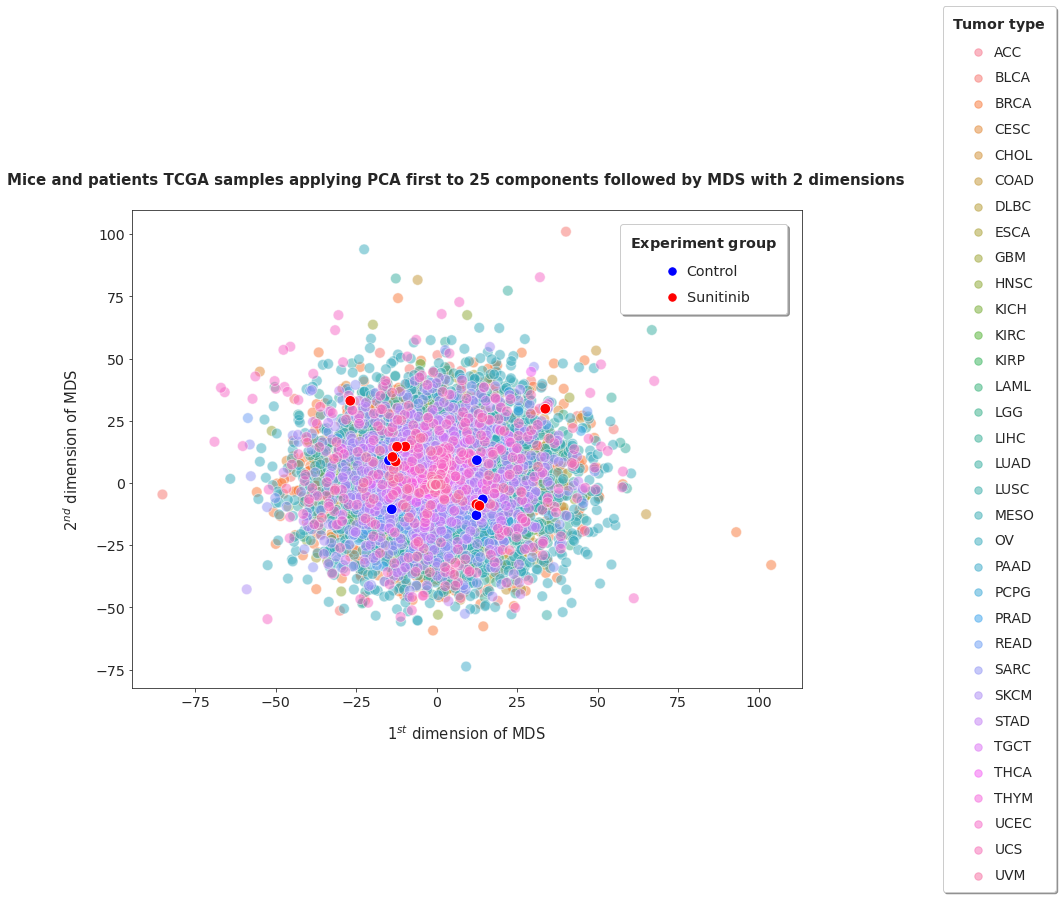 Mice and patients TCGA samples applying PCA first to 25 components followed by MDS with 2 dimensions
Experiment group
Control
Sunitinib
100
75
50
25
0
−25
−50
−75
2nd dimension of MDS
−75
−50
−25
0
25
50
75
100
1st dimension of MDS
Tumor type
ACC
BLCA
BRCA
CESC
CHOL
COAD
DLBC
ESCA
GBM
HNSC
KICH
KIRC
KIRP
LAML
LGG
LIHC
LUAD
LUSC
MESO
OV
PAAD
PCPG
PRAD
READ
SARC
SKCM
STAD
TGCT
THCA
THYM
UCEC
UCS
UVM